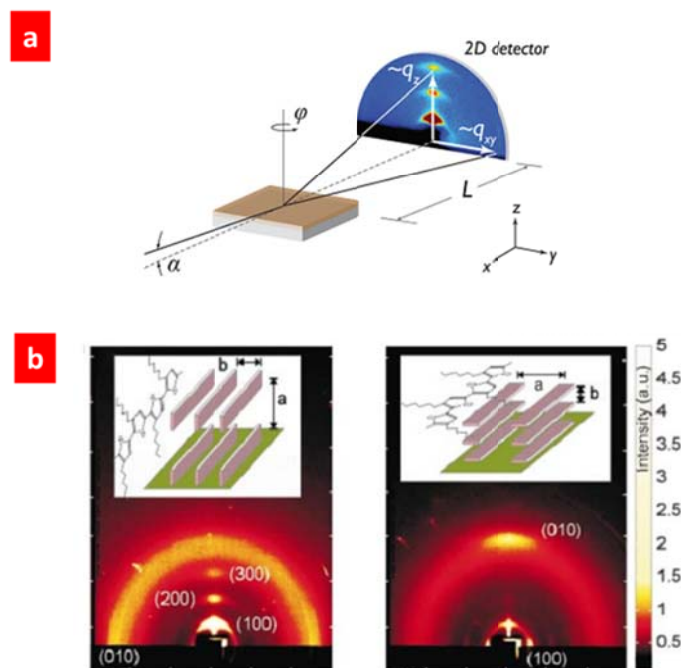 a
2D detector
~q_z
~q_xy
φ
L
α
z
x
y
b
b
a
a
b
(300)
(200)
(100)
(010)
(010)
(100)
5
4.5
4
3.5
3
2.5
2
1.5
1
0.5
Intensity (a.u.)